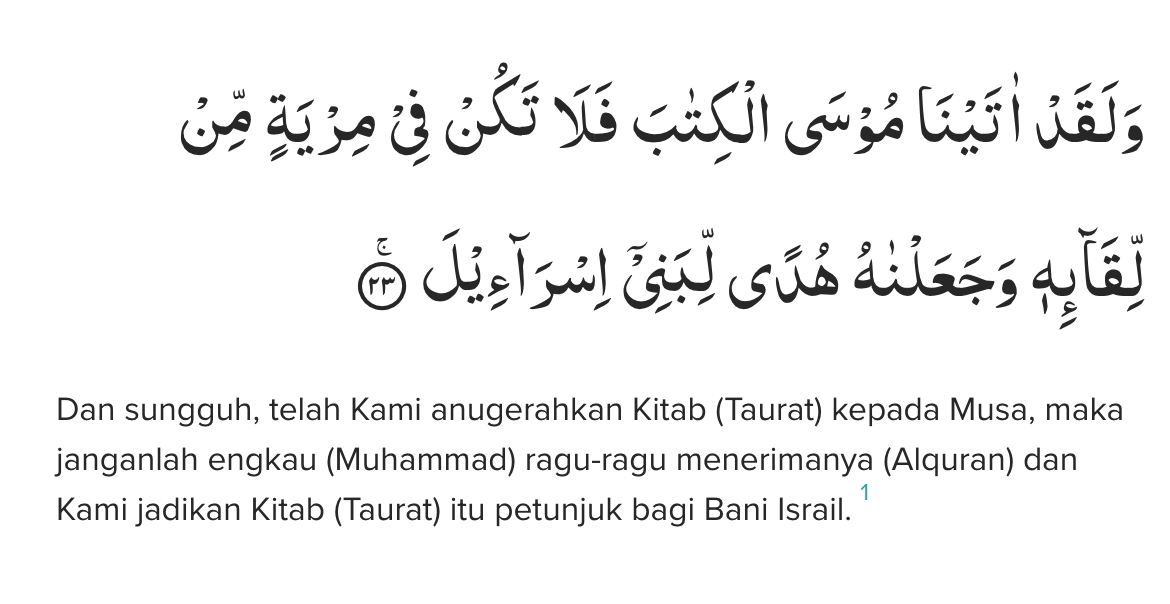 وَلَقَدْ اٰتَيْنَا مُوْسَى الْكِتٰبَ فَلَا تَكُنْ فِيْ مِرْيَةٍ مِّنْ
لِّقَاۤىِٕهٖ وَجَعَلْنٰهُ هُدًى لِّبَنِيْٓ اِسْرَاۤءِيْلَ ۚ ٢٣
Dan sungguh, telah Kami anugerahkan Kitab (Taurat) kepada Musa, maka
janganlah engkau (Muhammad) ragu-ragu menerimanya (Alquran) dan
Kami jadikan Kitab (Taurat) itu petunjuk bagi Bani Israil. 1